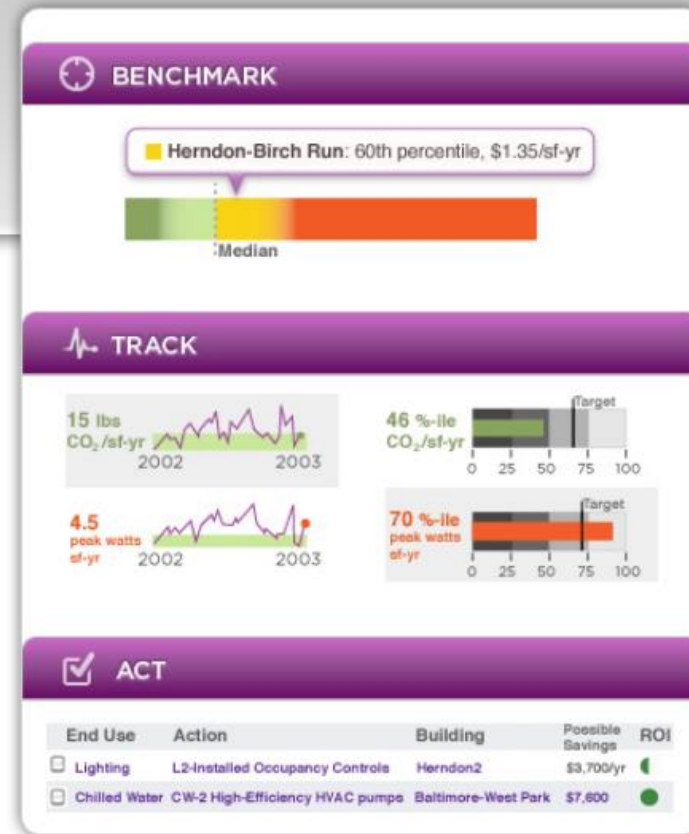 BENCHMARK
Herndon-Birch Run: 60th percentile, $1.35/sf-yr
Median
TRACK
15 lbs
CO₂/sf-yr
2002 2003
46 %-ile
CO₂/sf-yr
Target
0 25 50 75 100
4.5
peak watts
sf-yr
2002 2003
70 %-ile
peak watts
sf-yr
Target
0 25 50 75 100
ACT
End Use Action Building Possible Savings ROI
Lighting L2-Installed Occupancy Controls Herndon2 $3,700/yr
Chilled Water CW-2 High-Efficiency HVAC pumps Baltimore-West Park $7,600